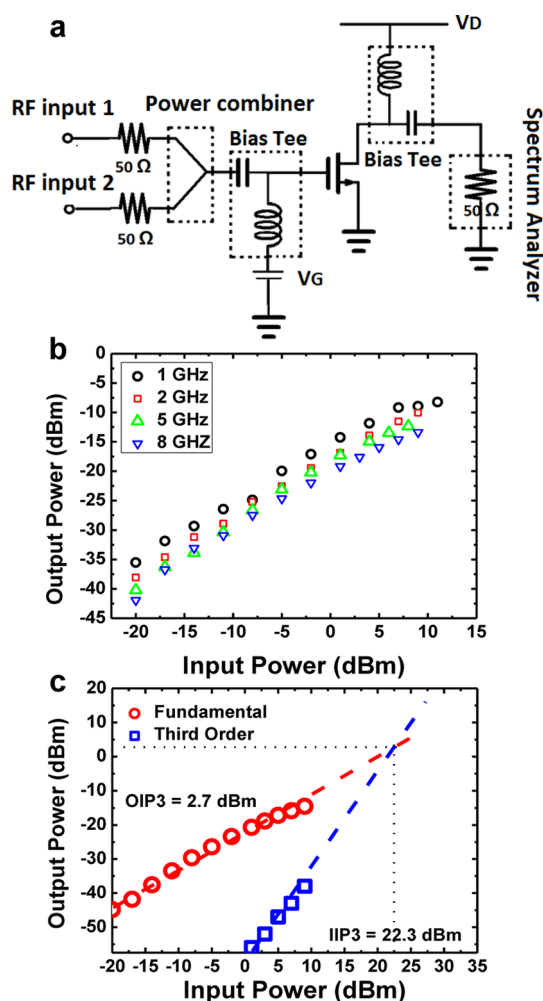 a
VD
RF input 1
Power combiner
50 Ω
Bias Tee
Bias Tee
RF input 2
50 Ω
50 Ω
Spectrum Analyzer
VG
b
0
-5
-10
-15
-20
-25
-30
-35
-40
-45
Output Power (dBm)
1 GHz
2 GHz
5 GHz
8 GHZ
-20 -15 -10 -5 0 5 10 15
Input Power (dBm)
c
20
10
0
-10
-20
-30
-40
-50
Output Power (dBm)
Fundamental
Third Order
OIP3 = 2.7 dBm
IIP3 = 22.3 dBm
-20 -15 -10 -5 0 5 10 15 20 25 30 35
Input Power (dBm)